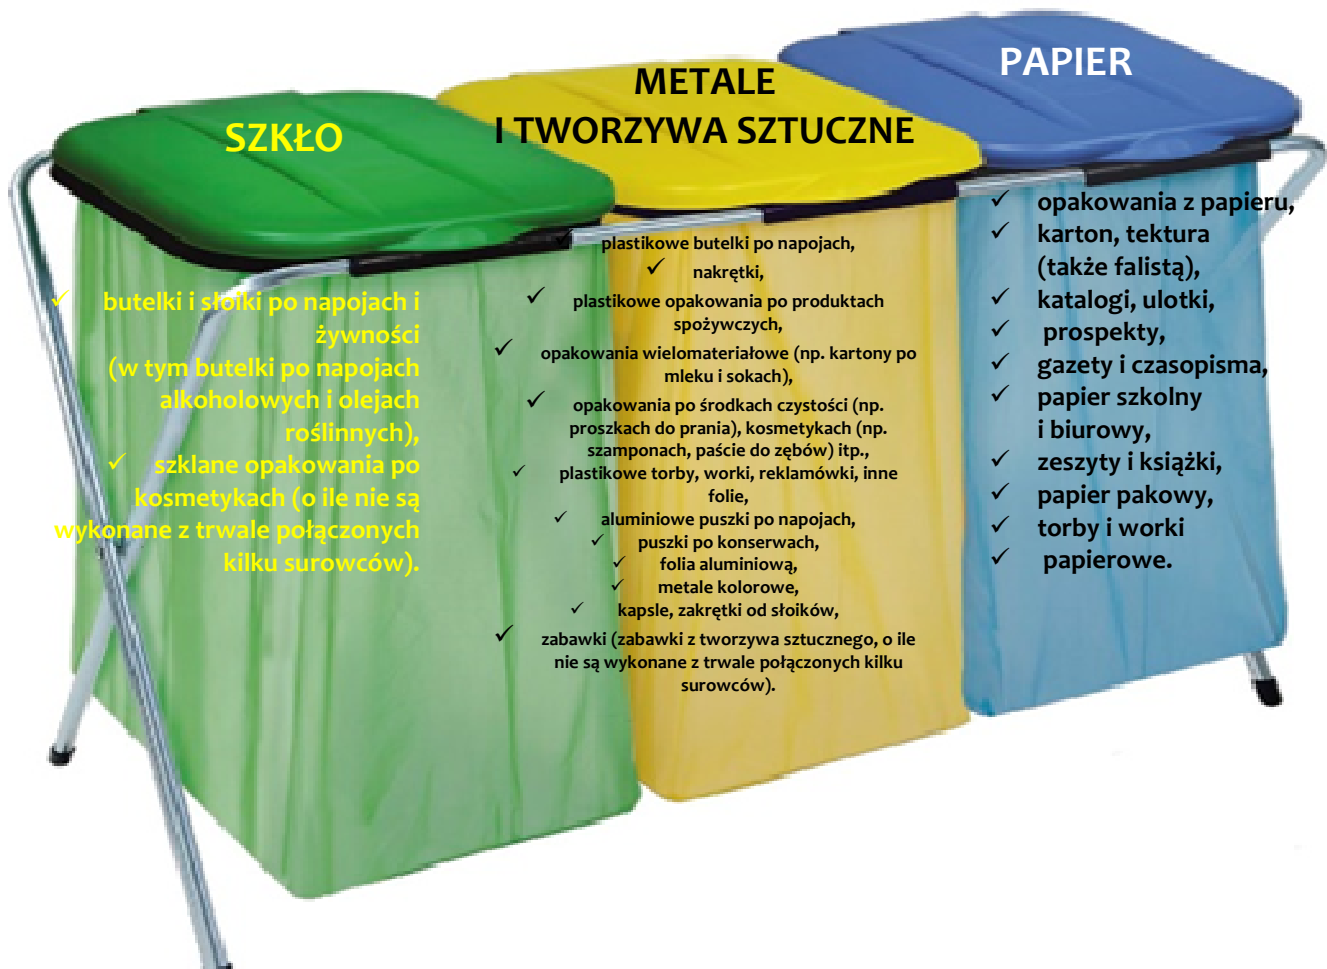 SZKŁO
✓ butelki i słoiki po napojach i
żywności
(w tym butelki po napojach
alkoholowych i olejach
roślinnych),
✓ szklane opakowania po
kosmetykach (o ile nie są
wykonane z trwale połączonych
kilku surowców).
METALE
I TWORZYWA SZTUCZNE
✓ plastikowe butelki po napojach,
✓ nakrętki,
✓ plastikowe opakowania po produktach
spożywczych,
✓ opakowania wielomateriałowe (np. kartony po
mleku i sokach),
✓ opakowania po środkach czystości (np.
proszkach do prania), kosmetykach (np.
szamponach, paście do zębów) itp.,
✓ plastikowe torby, worki, reklamówki, inne
folie,
✓ aluminiowe puszki po napojach,
✓ puszki po konserwach,
✓ folia aluminiową,
✓ metale kolorowe,
✓ kapsle, zakrętki od słoików,
✓ zabawki (zabawki z tworzywa sztucznego, o ile
nie są wykonane z trwale połączonych kilku
surowców).
PAPIER
✓ opakowania z papieru,
✓ karton, tektura
(także falistą),
✓ katalogi, ulotki,
✓ prospekty,
✓ gazety i czasopisma,
✓ papier szkolny
i biurowy,
✓ zeszyty i książki,
✓ papier pakowy,
✓ torby i worki
✓ papierowe.